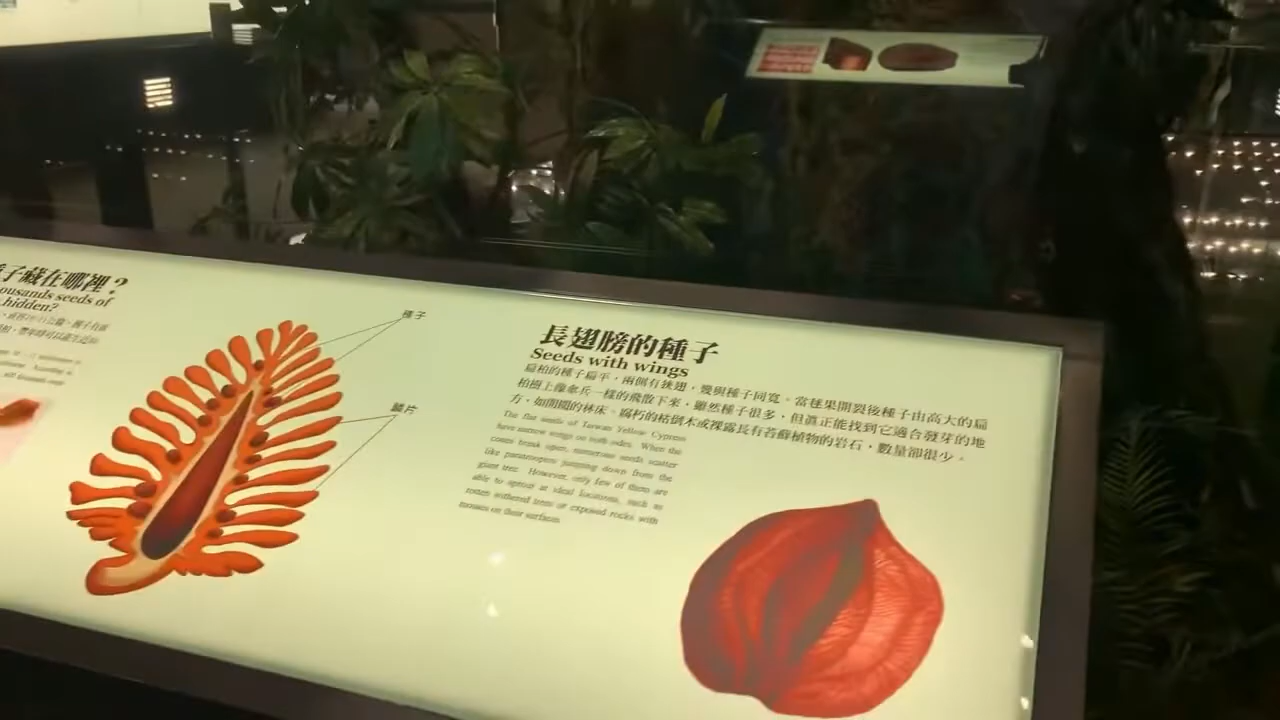 子藏在哪裡？
ousands seeds of
hidden?
種子
鱗片
長翅膀的種子
Seeds with wings
扁柏的種子扁平，兩側有狹翅，雙與種子同寬。當毬果開裂後種子由高大的扁
柏樹上像傘兵一樣的飛散下來，雖然種子很多，但真正能找到它適合發芽的地
方，如開闊的林床、腐朽的枯倒木或裸露長有苔蘚植物的岩石，數量卻很少。
The flat seeds of Taiwan Yellow Cypress
have narrow wings on both sides. When the
cones break open, numerous seeds scatter
like paratroopers jumping down from the
giant tree. However, only few of them are
able to sprout at ideal locations, such as
rotten withered trees or exposed rocks with
mosses on their surfaces.